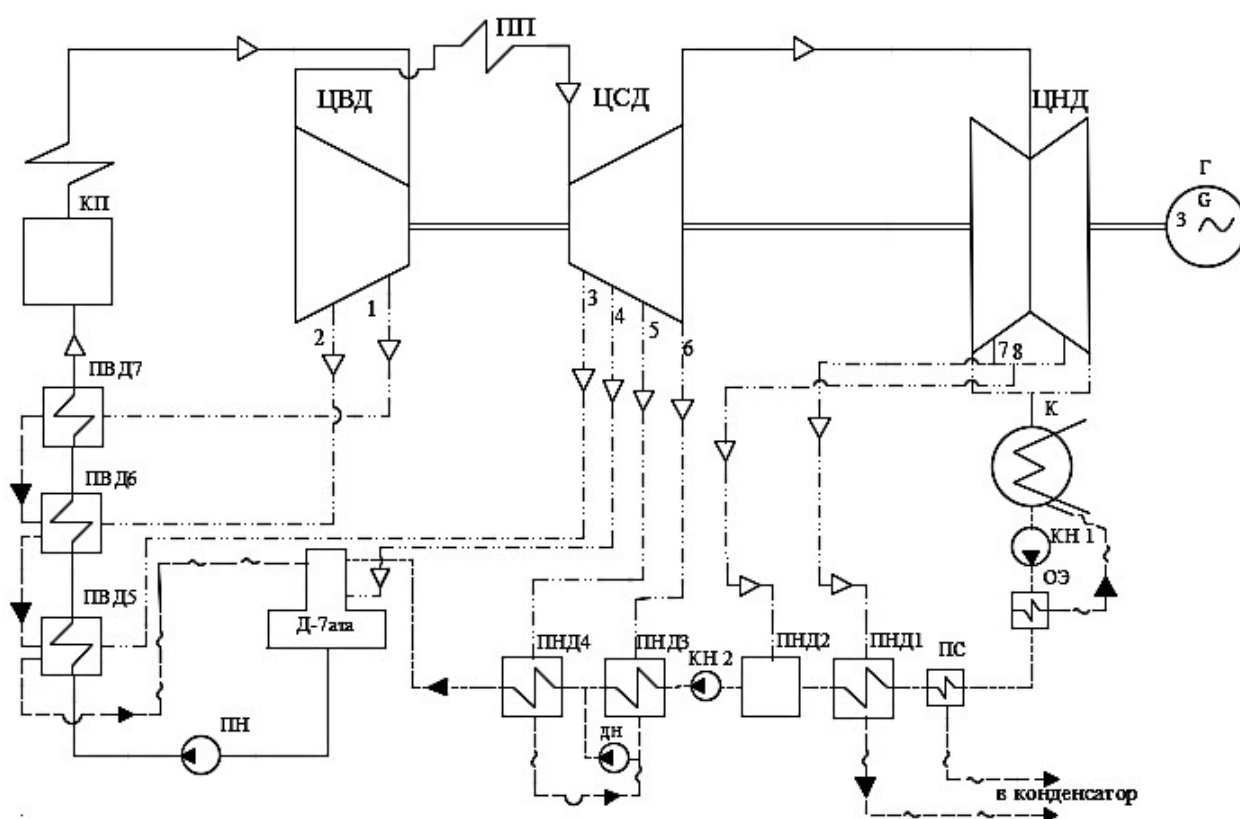 ПП
ЦВД
ЦСД
ЦНД
Г
G
3
КП
1
2
3
4
5
6
7
8
ПВД7
К
ПВД6
КН 1
ОЭ
ПВД5
Д-7ата
ПНД4
ПНД3
КН 2
ПНД2
ПНД1
ПС
ПН
ДН
в конденсатор